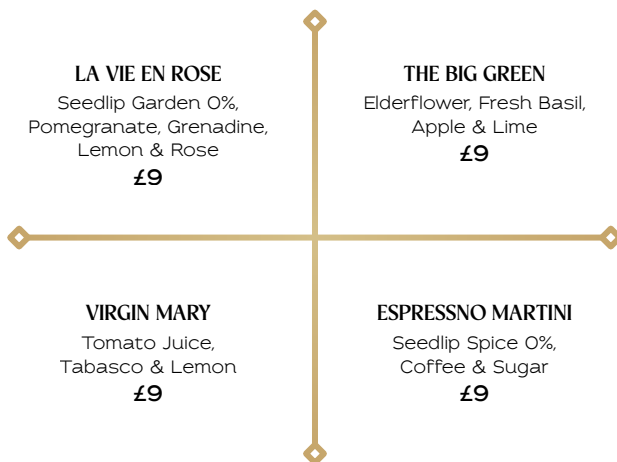 LA VIE EN ROSE
Seedlip Garden 0%,
Pomegranate, Grenadine,
Lemon & Rose
£9
THE BIG GREEN
Elderflower, Fresh Basil,
Apple & Lime
£9
VIRGIN MARY
Tomato Juice,
Tabasco & Lemon
£9
ESPRESSNO MARTINI
Seedlip Spice 0%,
Coffee & Sugar
£9